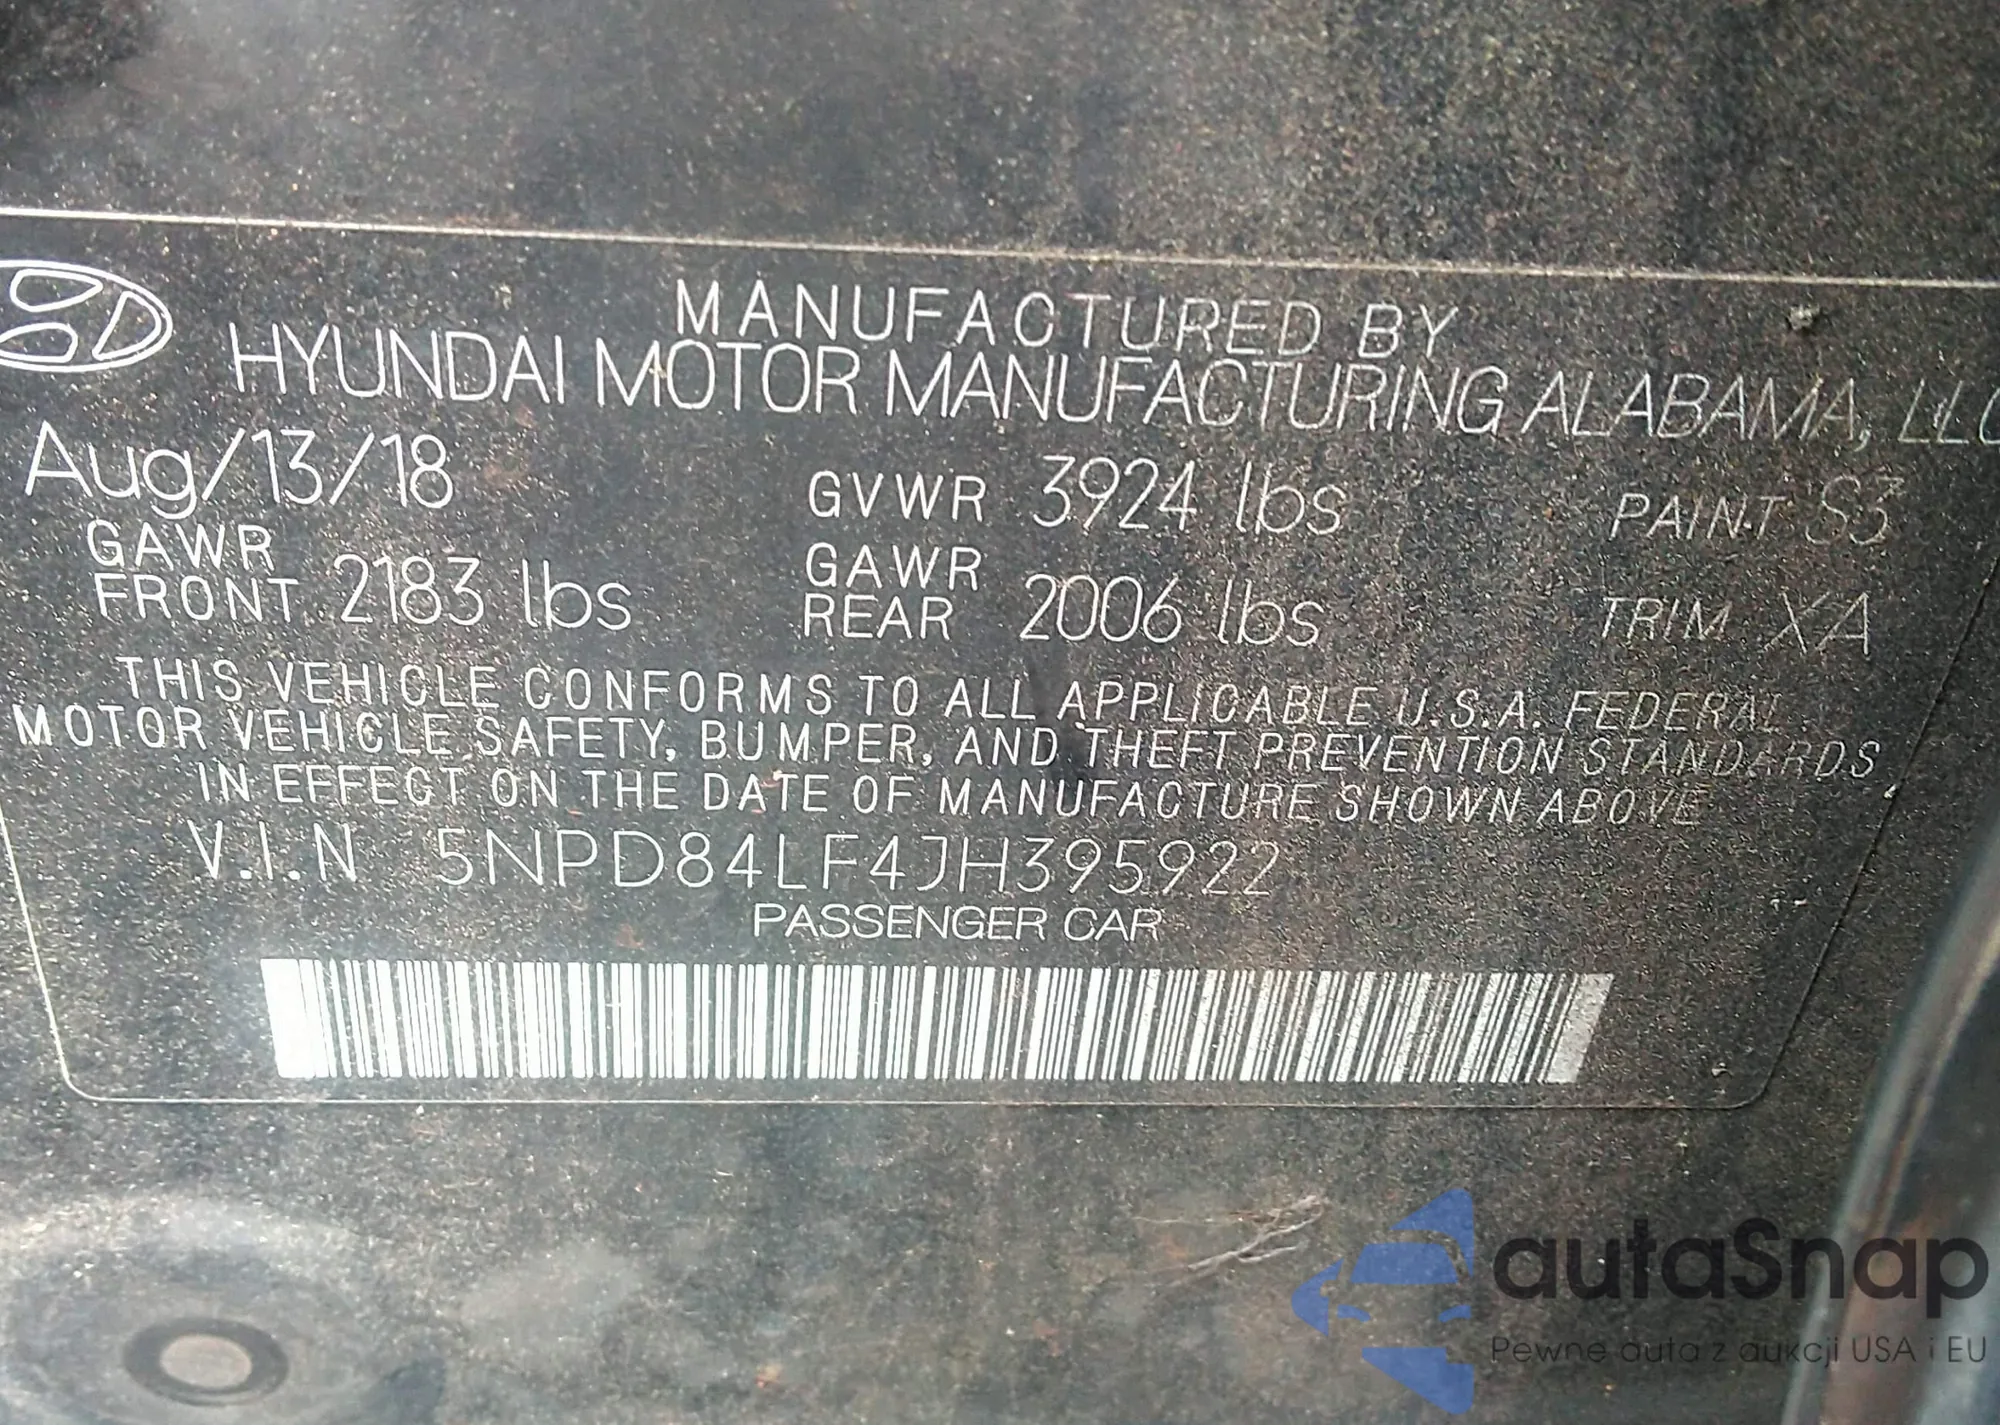 MANUFACTURED BY
HYUNDAI MOTOR MANUFACTURING ALABAMA, LLC
Aug/13/18 GVWR 3924 lbs PAINT S3
GAWR FRONT 2183 lbs GAWR REAR 2006 lbs TRIM XA
THIS VEHICLE CONFORMS TO ALL APPLICABLE U.S.A. FEDERAL
MOTOR VEHICLE SAFETY, BUMPER, AND THEFT PREVENTION STANDARDS
IN EFFECT ON THE DATE OF MANUFACTURE SHOWN ABOVE
V.I.N 5NPD84LF4JH395922
PASSENGER CAR
autaSnap
Pewne auta z aukcji USA i EU